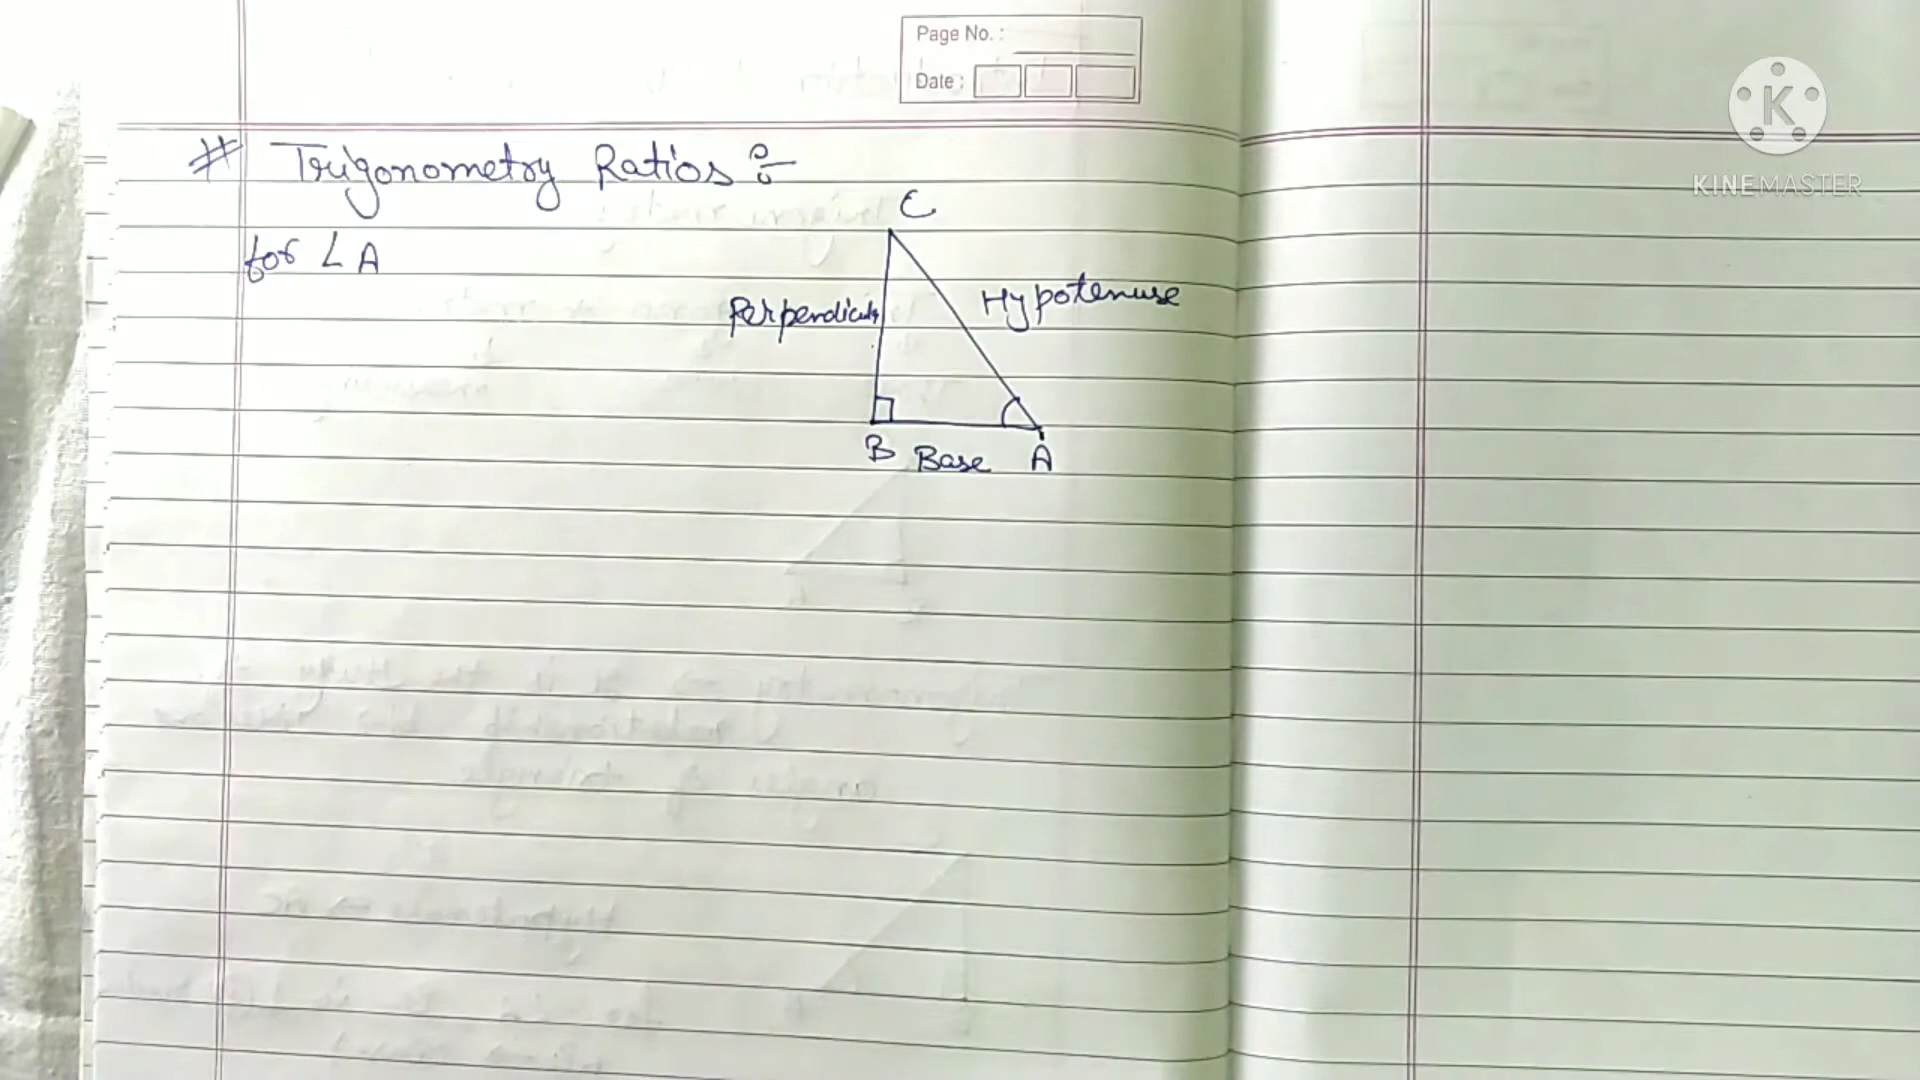 Page No. :
Date :
K
KINEMASTER
# Trigonometry Ratios :-
for ∠A
C
Perpendicular
Hypotenuse
B Base A